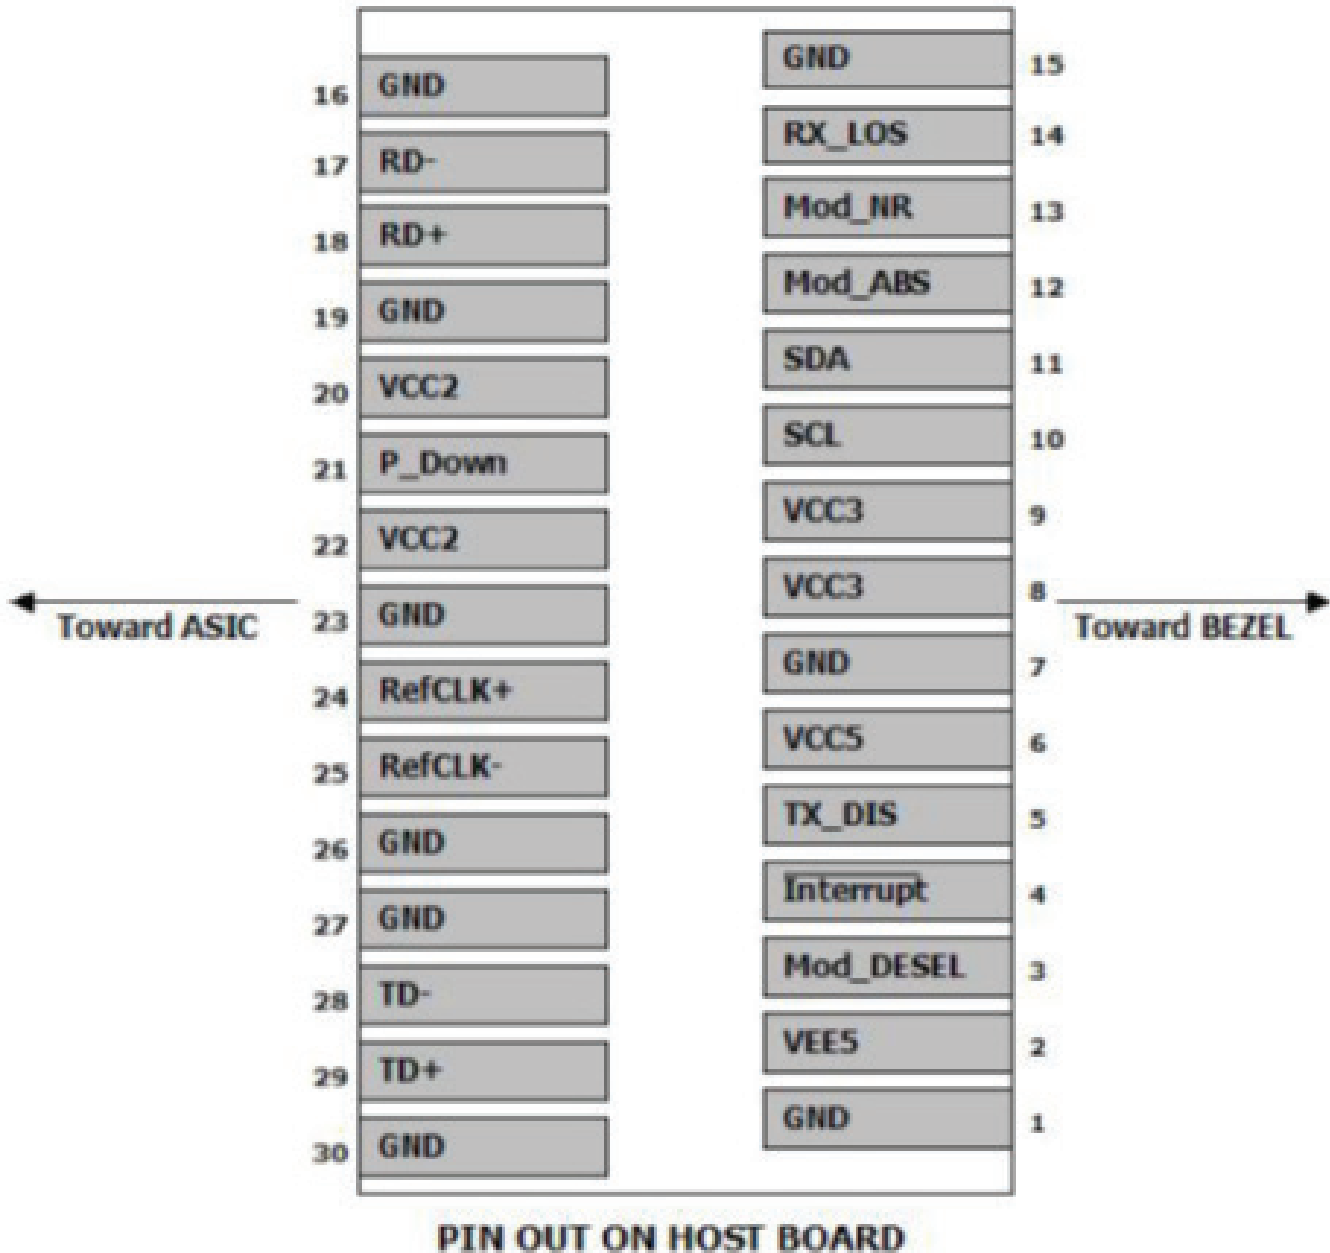 GND 15
16 GND
RX_LOS 14
17 RD-
Mod_NR 13
18 RD+
Mod_ABS 12
19 GND
SDA 11
20 VCC2
SCL 10
21 P_Down
VCC3 9
22 VCC2
VCC3 8
23 GND
Toward ASIC
Toward BEZEL
GND 7
24 RefCLK+
VCC5 6
25 RefCLK-
TX_DIS 5
26 GND
Interrupt 4
27 GND
Mod_DESEL 3
28 TD-
VEE5 2
29 TD+
GND 1
30 GND
PIN OUT ON HOST BOARD